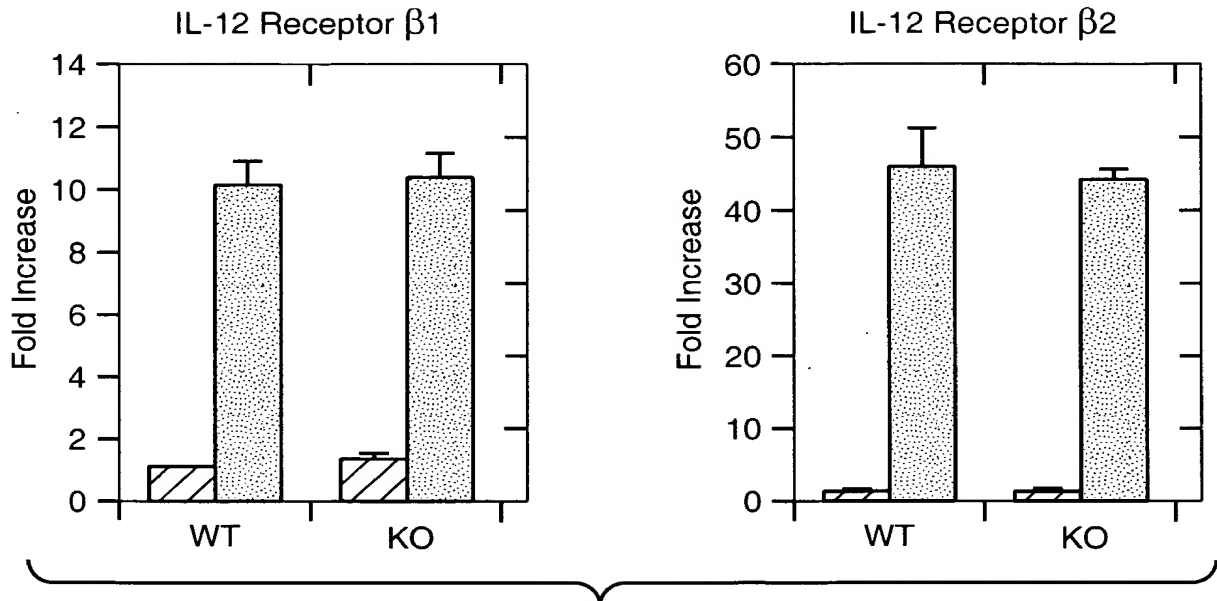 IL-12 Receptor β1
14
12
10
8
6
4
2
0
Fold Increase
WT
KO
IL-12 Receptor β2
60
50
40
30
20
10
0
Fold Increase
WT
KO